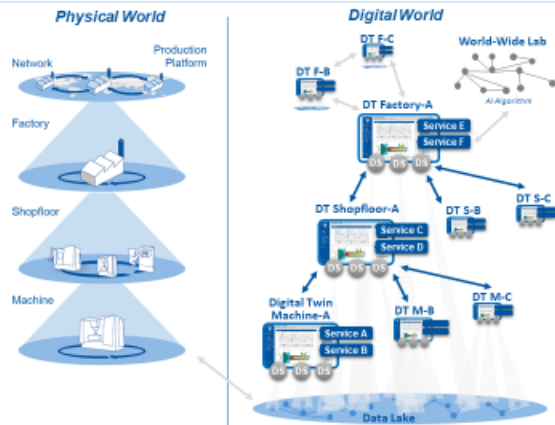 Physical World
Network
Production
Platform
Factory
Shopfloor
Machine
Digital World
DT F-C
World-Wide Lab
DT F-B
AI Algorithm
DT Factory-A
Service E
Service F
DS DS DS
DT S-C
DT S-B
DT Shopfloor-A
Service C
Service D
DS DS DS
DT M-C
DT M-B
Digital Twin
Machine-A
Service A
Service B
DS DS DS
Data Lake